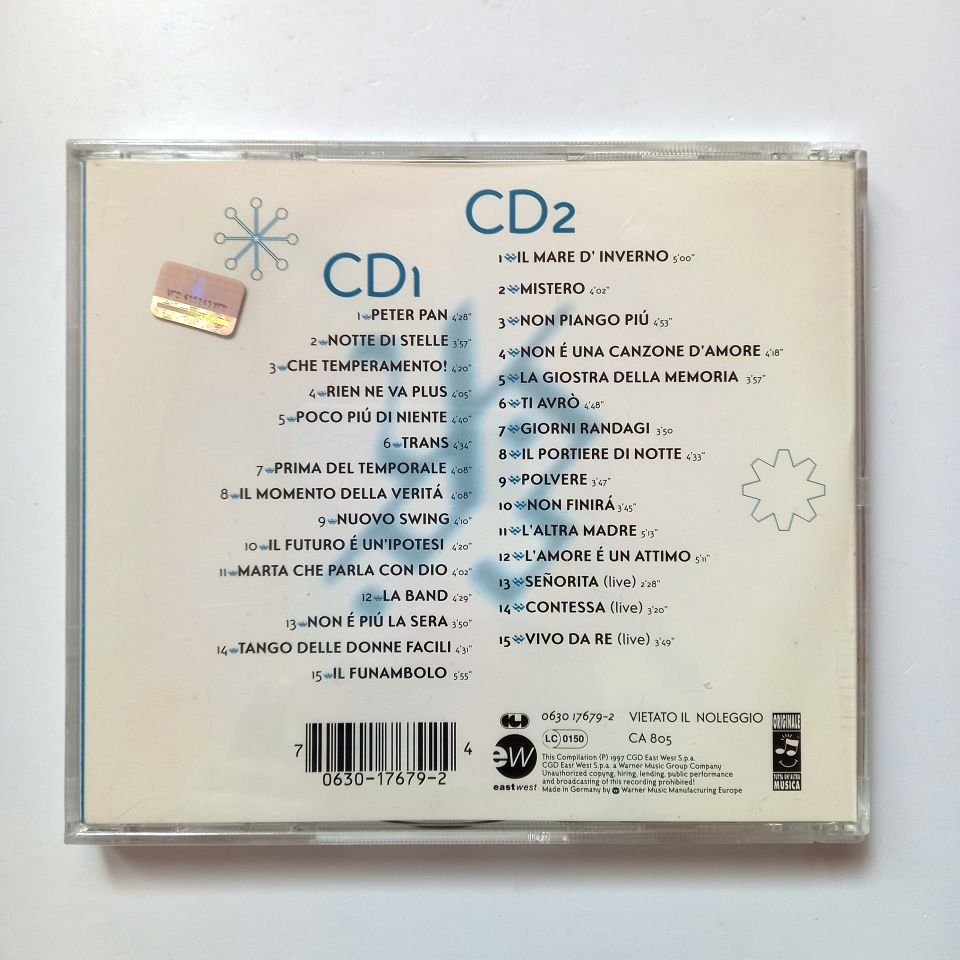 CD1
1 PETER PAN 4'28"
2 NOTTE DI STELLE 3'57"
3 CHE TEMPERAMENTO! 4'20"
4 RIEN NE VA PLUS 4'05"
5 POCO PIÚ DI NIENTE 4'40"
6 TRANS 4'34"
7 PRIMA DEL TEMPORALE 4'08"
8 IL MOMENTO DELLA VERITÁ 4'08"
9 NUOVO SWING 4'10"
10 IL FUTURO É UN'IPOTESI 4'20"
11 MARTA CHE PARLA CON DIO 4'02"
12 LA BAND 4'29"
13 NON É PIÚ LA SERA 3'50"
14 TANGO DELLE DONNE FACILI 4'31"
15 IL FUNAMBOLO 5'55"
CD2
1 IL MARE D' INVERNO 5'00"
2 MISTERO 4'02"
3 NON PIANGO PIÚ 4'53"
4 NON É UNA CANZONE D'AMORE 4'18"
5 LA GIOSTRA DELLA MEMORIA 3'57"
6 TI AVRÒ 4'48"
7 GIORNI RANDAGI 3'50
8 IL PORTIERE DI NOTTE 4'33"
9 POLVERE 3'47"
10 NON FINIRÁ 3'45"
11 L'ALTRA MADRE 5'13"
12 L'AMORE É UN ATTIMO 5'11"
13 SEÑORITA (live) 2'28"
14 CONTESSA (live) 3'20"
15 VIVO DA RE (live) 3'49"
7 4
0630-17679-2
0630 17679-2 VIETATO IL NOLEGGIO
LC 0150 CA 805
ew
eastwest
This Compilation (P) 1997 CGD East West S.p.a.
CGD East West S.p.a. a Warner Music Group Company
Unauthorized copyng, hiring, lending, public performance
and broadcasting of this recording prohibited!
Made in Germany by Warner Music Manufacturing Europe
ORIGINALE
TUTTA UN'ALTRA
MUSICA